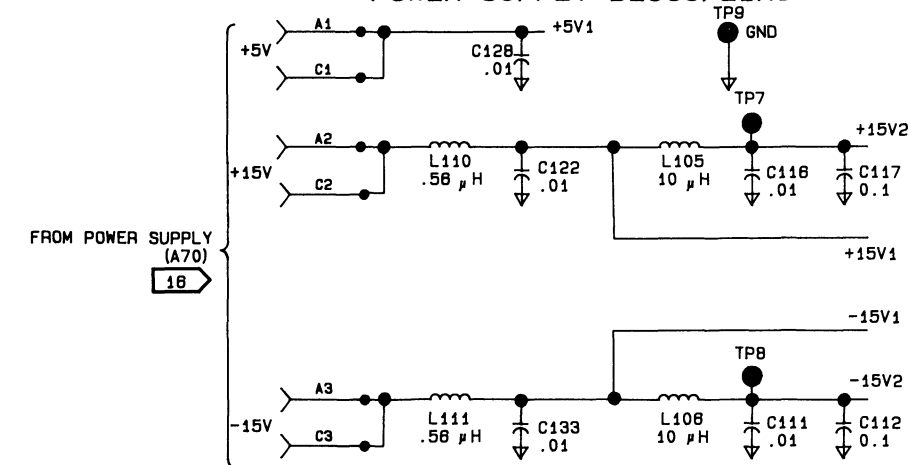 POWER SUPPLY DECOUPLING
TP9
GND
A1
+5V1
+5V
C128
.01
C1
TP7
A2
+15V2
+15V
L110
.56 µH
C122
.01
L105
10 µH
C116
.01
C117
0.1
C2
FROM POWER SUPPLY
(A70)
16
+15V1
-15V1
TP8
A3
-15V2
-15V
L111
.56 µH
C133
.01
L106
10 µH
C111
.01
C112
0.1
C3